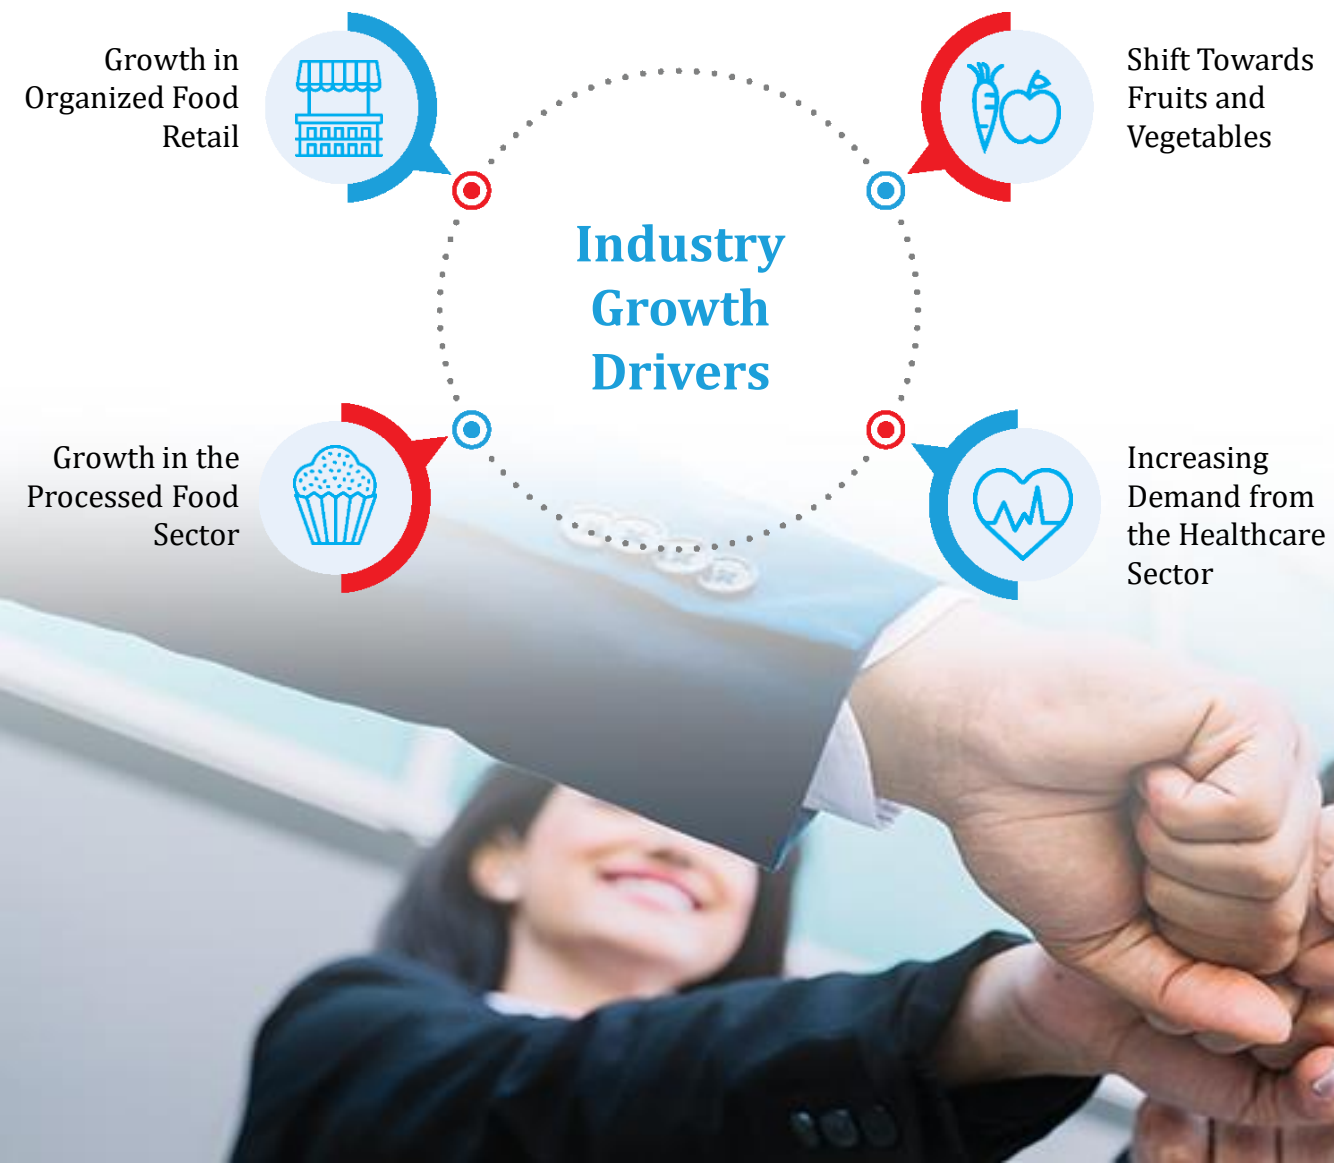 Growth in
Organized Food
Retail
Shift Towards
Fruits and
Vegetables
Industry
Growth
Drivers
Growth in the
Processed Food
Sector
Increasing
Demand from
the Healthcare
Sector